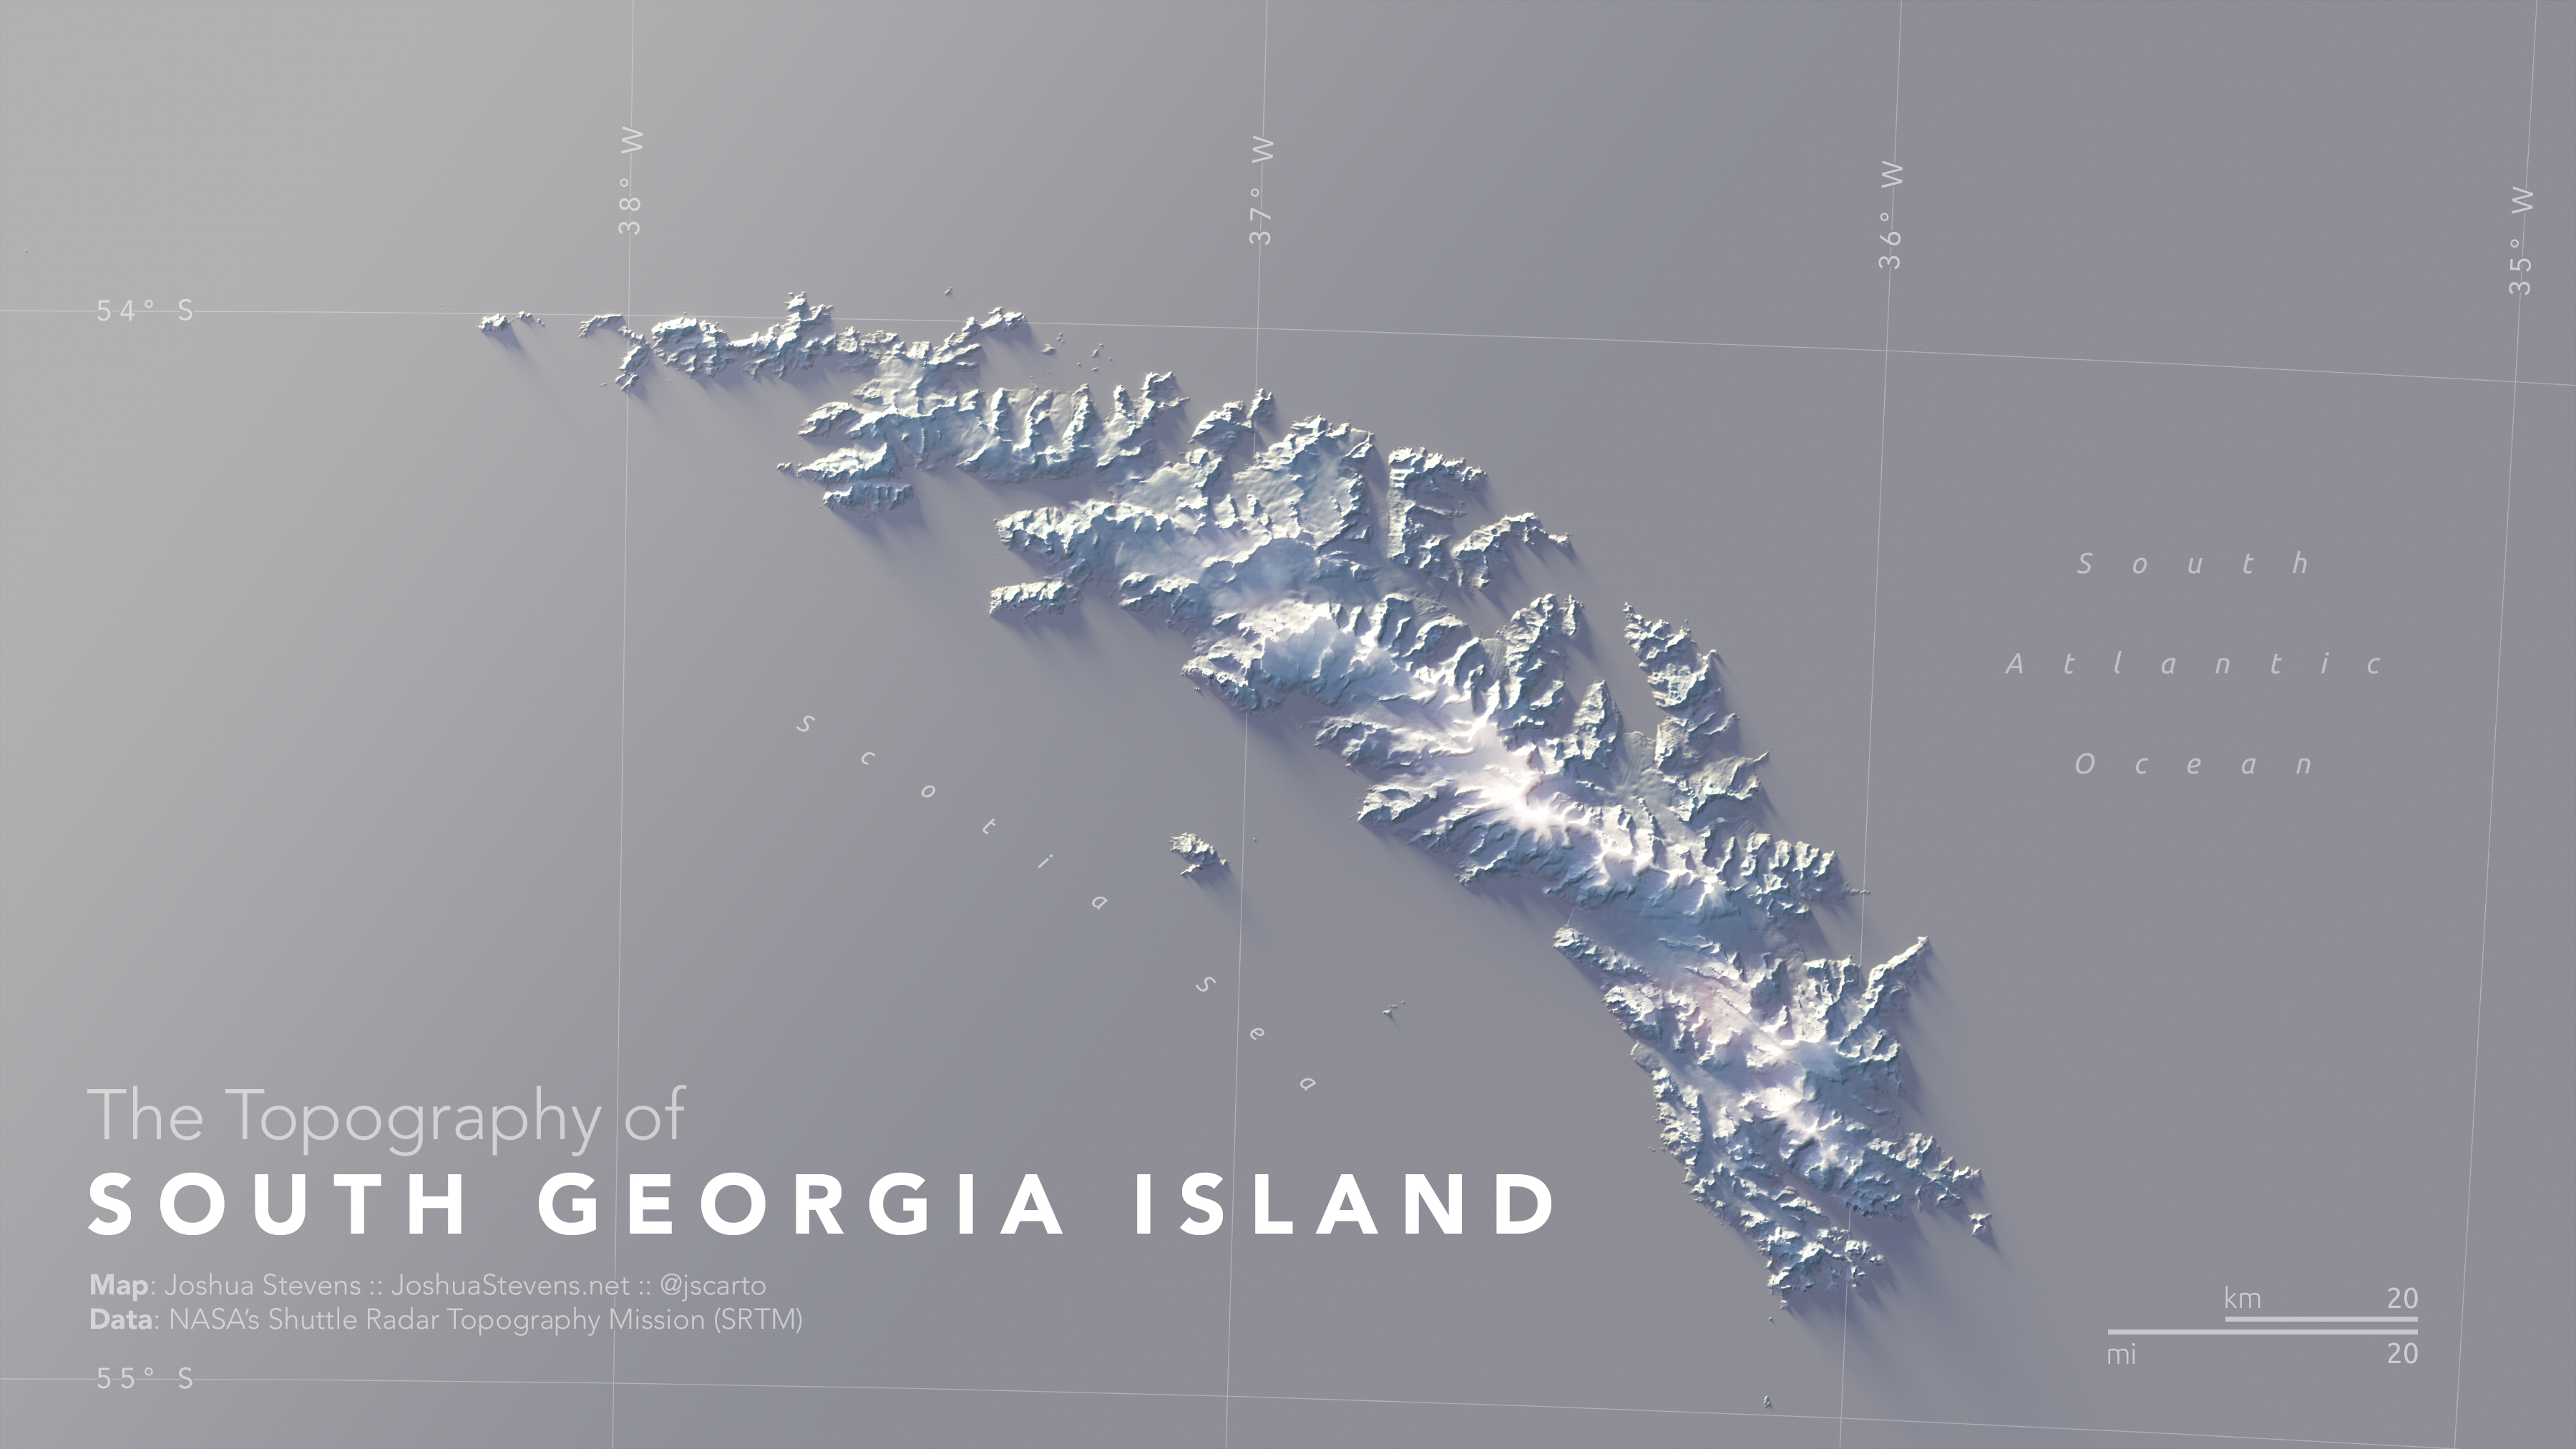 38° W
37° W
36° W
35° W
54° S
South
Atlantic
Ocean
Scotia Sea
The Topography of
SOUTH GEORGIA ISLAND
Map: Joshua Stevens :: JoshuaStevens.net :: @jscarto
Data: NASA's Shuttle Radar Topography Mission (SRTM)
km 20
mi 20
55° S